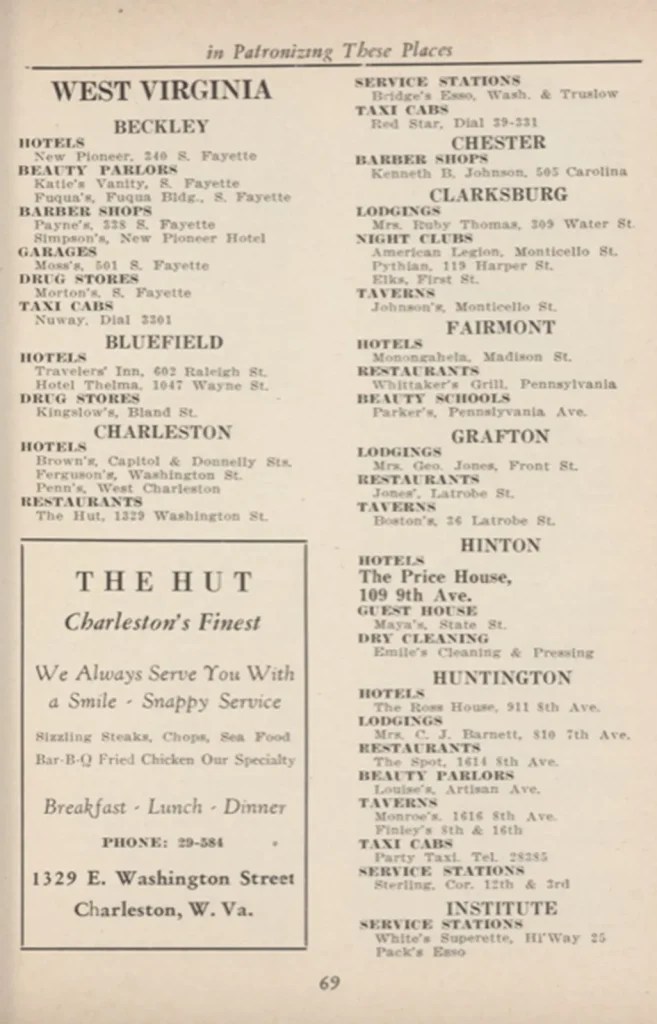 in Patronizing These Places
WEST VIRGINIA
BECKLEY
HOTELS
New Pioneer, 340 S. Fayette
BEAUTY PARLORS
Katie's Vanity, S. Fayette
Fuqua's, Fuqua Bldg., S. Fayette
BARBER SHOPS
Payne's, 338 S. Fayette
Simpson's, New Pioneer Hotel
GARAGES
Moss's, 501 S. Fayette
DRUG STORES
Morton's, S. Fayette
TAXI CABS
Nuway, Dial 3301
BLUEFIELD
HOTELS
Travelers' Inn, 602 Raleigh St.
Hotel Thelma, 1047 Wayne St.
DRUG STORES
Kingslow's, Bland St.
CHARLESTON
HOTELS
Brown's, Capitol & Donnelly Sts.
Ferguson's, Washington St.
Penn's, West Charleston
RESTAURANTS
The Hut, 1329 Washington St.
THE HUT
Charleston's Finest
We Always Serve You With
a Smile - Snappy Service
Sizzling Steaks, Chops, Sea Food
Bar-B-Q Fried Chicken Our Specialty
Breakfast - Lunch - Dinner
PHONE: 29-584
1329 E. Washington Street
Charleston, W. Va.
SERVICE STATIONS
Bridge's Esso, Wash. & Truslow
TAXI CABS
Red Star, Dial 39-331
CHESTER
BARBER SHOPS
Kenneth B. Johnson, 505 Carolina
CLARKSBURG
LODGINGS
Mrs. Ruby Thomas, 309 Water St.
NIGHT CLUBS
American Legion, Monticello St.
Pythian, 119 Harper St.
Elks, First St.
TAVERNS
Johnson's, Monticello St.
FAIRMONT
HOTELS
Monongahela, Madison St.
RESTAURANTS
Whittaker's Grill, Pennsylvania
BEAUTY SCHOOLS
Parker's, Pennslyvania Ave.
GRAFTON
LODGINGS
Mrs. Geo. Jones, Front St.
RESTAURANTS
Jones', Latrobe St.
TAVERNS
Boston's, 36 Latrobe St.
HINTON
HOTELS
The Price House,
109 9th Ave.
GUEST HOUSE
Maya's, State St.
DRY CLEANING
Emile's Cleaning & Pressing
HUNTINGTON
HOTELS
The Ross House, 911 8th Ave.
LODGINGS
Mrs. C. J. Barnett, 810 7th Ave.
RESTAURANTS
The Spot, 1614 8th Ave.
BEAUTY PARLORS
Louise's, Artisan Ave.
TAVERNS
Monroe's, 1616 8th Ave.
Finley's 8th & 16th
TAXI CABS
Party Taxi, Tel. 28385
SERVICE STATIONS
Sterling, Cor. 12th & 3rd
INSTITUTE
SERVICE STATIONS
White's Superette, Hi'Way 25
Pack's Esso
69